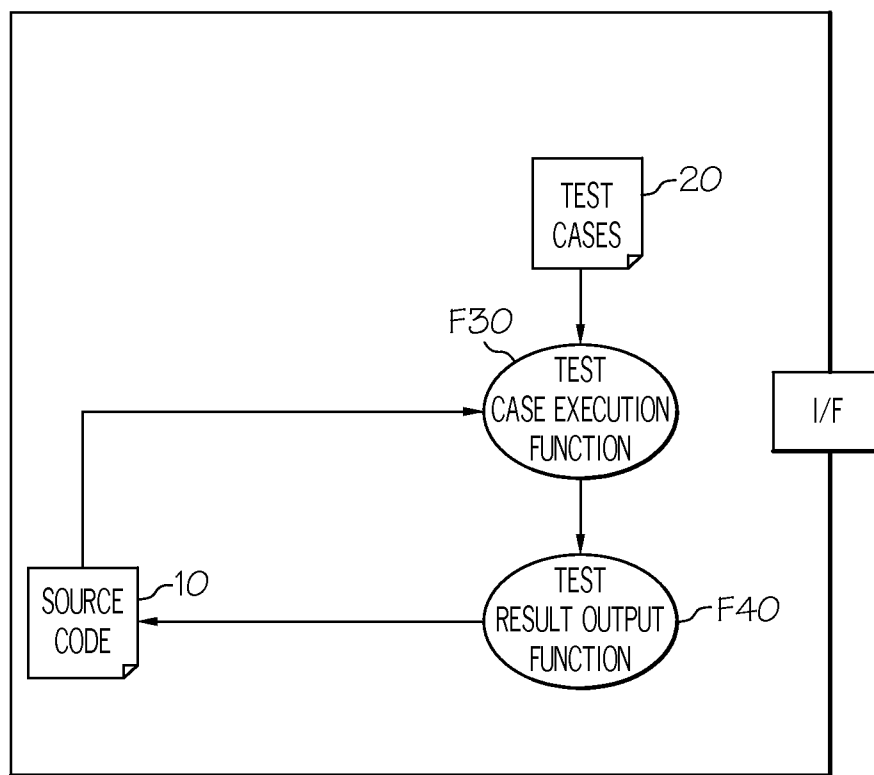 TEST
CASES
20
F30
TEST
CASE EXECUTION
FUNCTION
I/F
SOURCE
CODE
10
TEST
RESULT OUTPUT
FUNCTION
F40